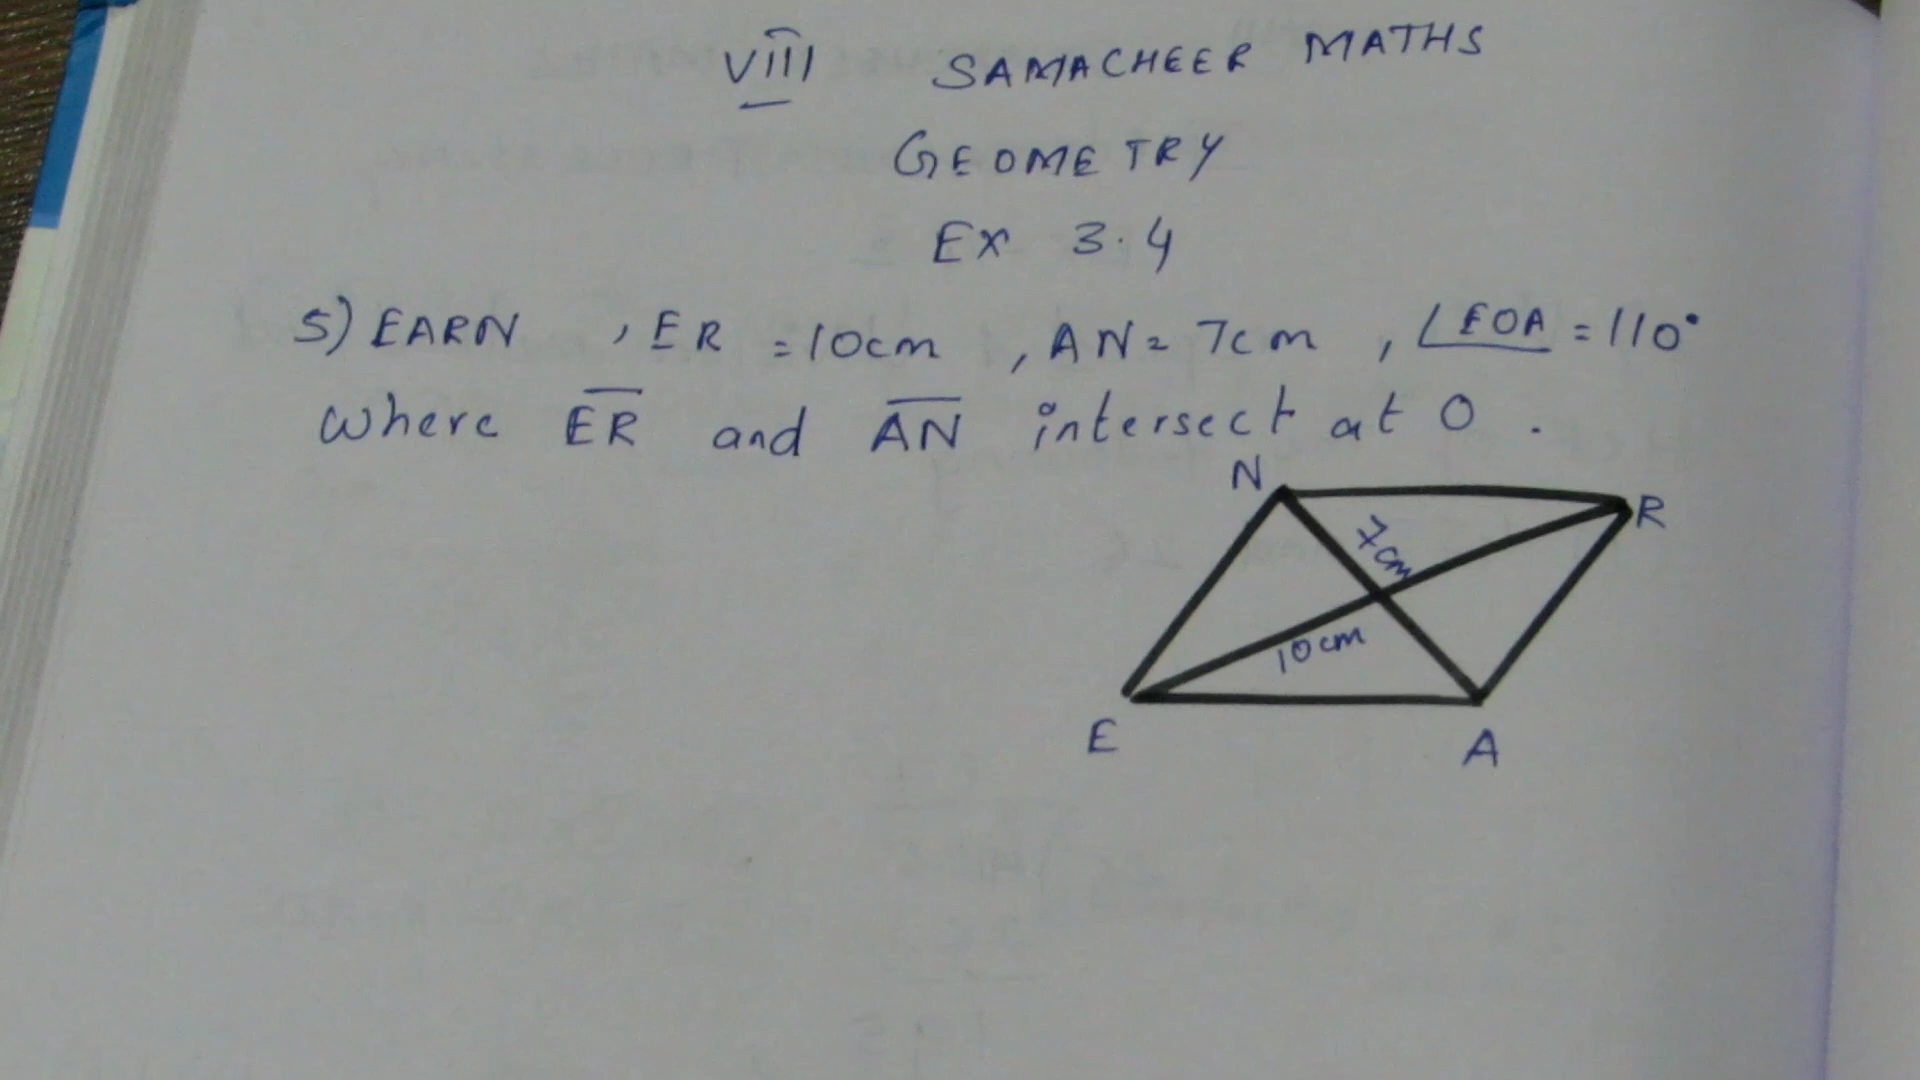 VIII SAMACHEER MATHS
GEOMETRY
Ex 3.4
5) EARN , ER = 10cm , AN = 7cm , ∠EOA = 110°
where ER and AN intersect at O .
N
R
7cm
10cm
E
A